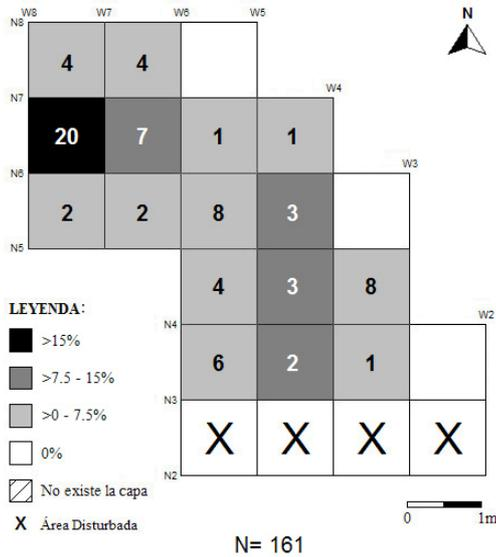 W8 W7 W6 W5
N8
N
4 4
N7
W4
20 7 1 1
N6
W3
2 2 8 3
N5
4 3 8
LEYENDA:
N4
W2
>15%
6 2 1
>7.5 - 15%
N3
>0 - 7.5%
X X X X
0%
N2
No existe la capa
X Área Disturbada
0 1m
N= 161